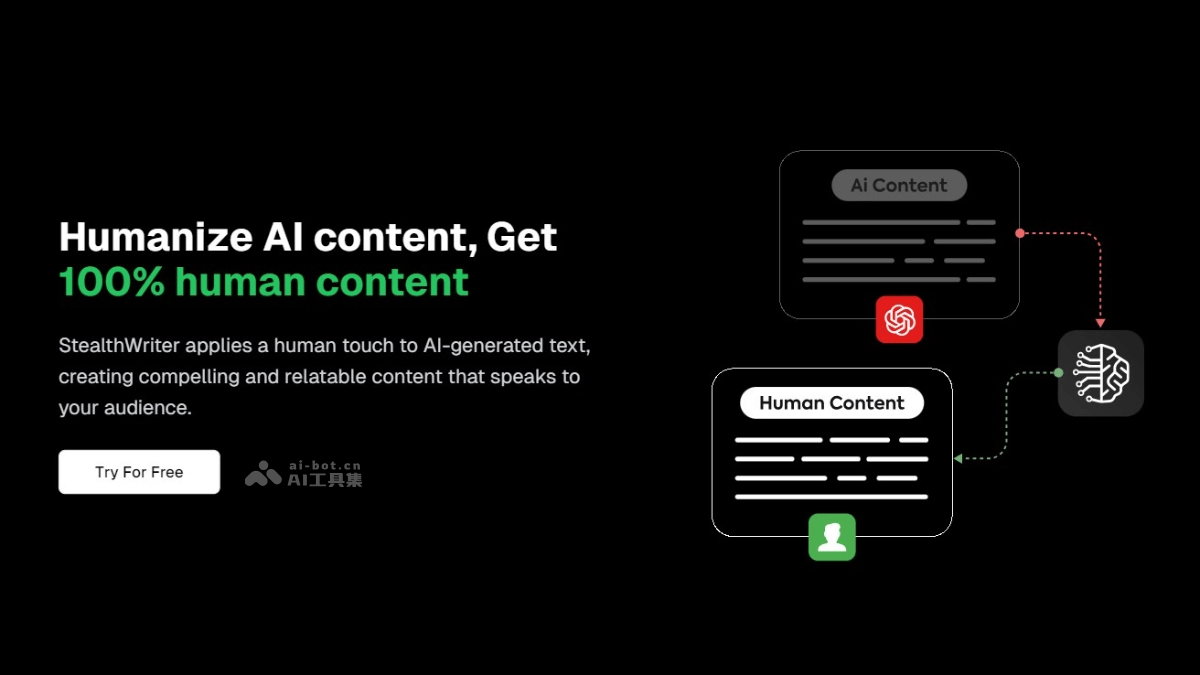 Humanize AI content, Get
100% human content
StealthWriter applies a human touch to AI-generated text,
creating compelling and relatable content that speaks to
your audience.
Try For Free
ai-bot.cn
AI工具集
Ai Content
Human Content